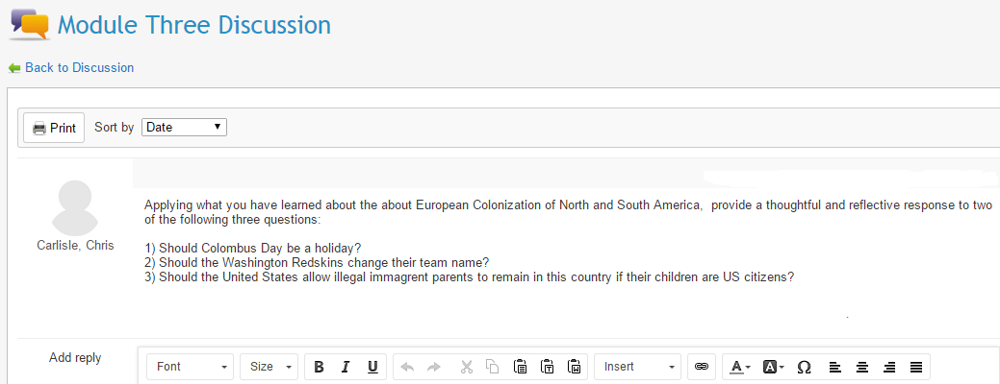 Module Three Discussion
Back to Discussion
Print Sort by Date
Applying what you have learned about the about European Colonization of North and South America, provide a thoughtful and reflective response to two
of the following three questions:
Carlisle, Chris
1) Should Colombus Day be a holiday?
2) Should the Washington Redskins change their team name?
3) Should the United States allow illegal immagrent parents to remain in this country if their children are US citizens?
Add reply
Font Size B I U Insert A A Ω